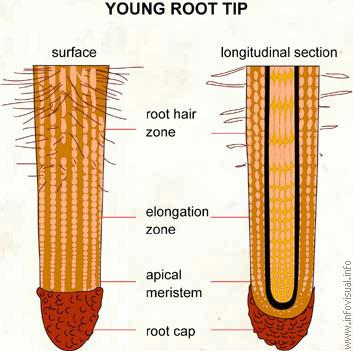 YOUNG ROOT TIP
surface
longitudinal section
root hair
zone
elongation
zone
apical
meristem
root cap
© www.infovisual.info